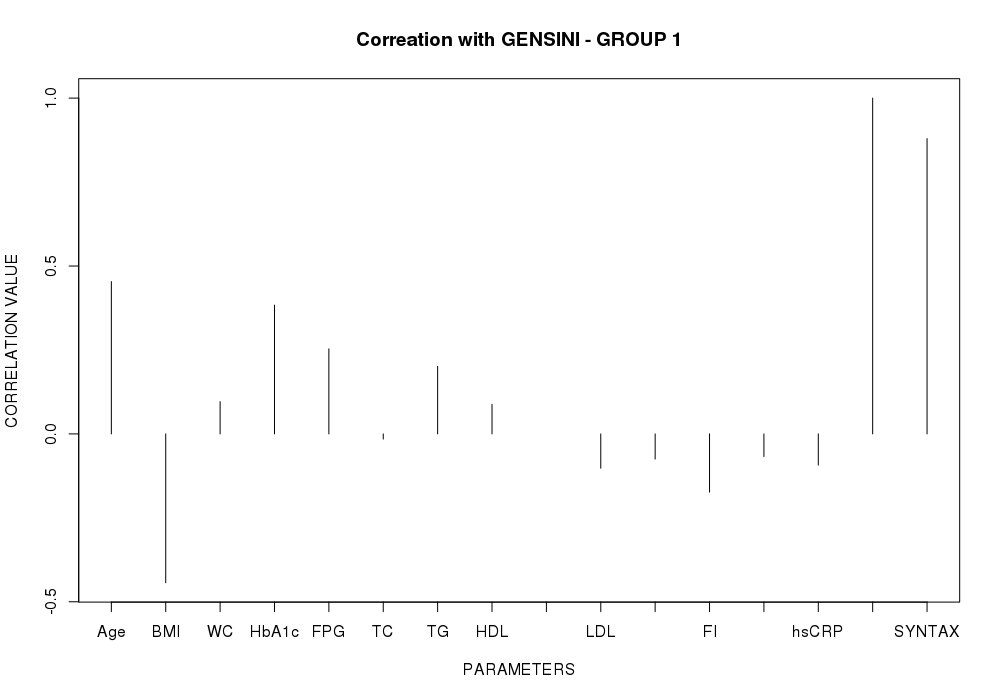 Correation with GENSINI - GROUP 1
CORRELATION VALUE
1.0
0.5
0.0
-0.5
Age BMI WC HbA1c FPG TC TG HDL LDL FI hsCRP SYNTAX
PARAMETERS